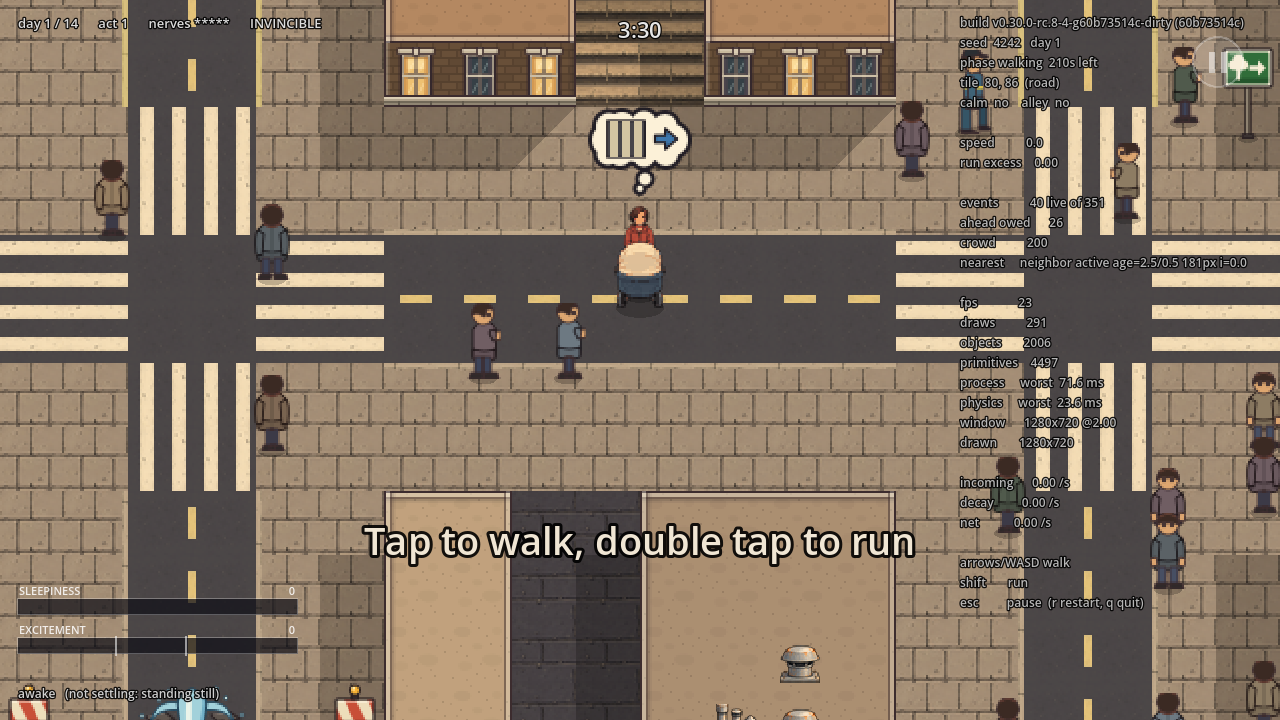 day 1 / 14 act 1 nerves ***** INVINCIBLE
3:30
build v0.30.0-rc.8-4-g60b73514c-dirty (60b73514c)
seed 4242 day 1
phase walking 210s left
tile 80, 86 (road)
calm no alley no
speed 0.0
run excess 0.00
events 40 live of 351
ahead owed 26
crowd 200
nearest neighbor active age=2.5/0.5 181px i=0.0
fps 23
draws 291
objects 2006
primitives 4497
process worst 71.6 ms
physics worst 23.6 ms
window 1280x720 @2.00
drawn 1280x720
incoming 0.00 /s
decay 0.00 /s
net 0.00 /s
arrows/WASD walk
shift run
esc pause (r restart, q quit)
Tap to walk, double tap to run
SLEEPINESS 0
EXCITEMENT 0
awake (not settling: standing still) .